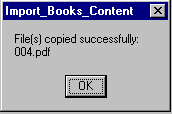 Import_Books_Content
File(s) copied successfully:
004.pdf
OK